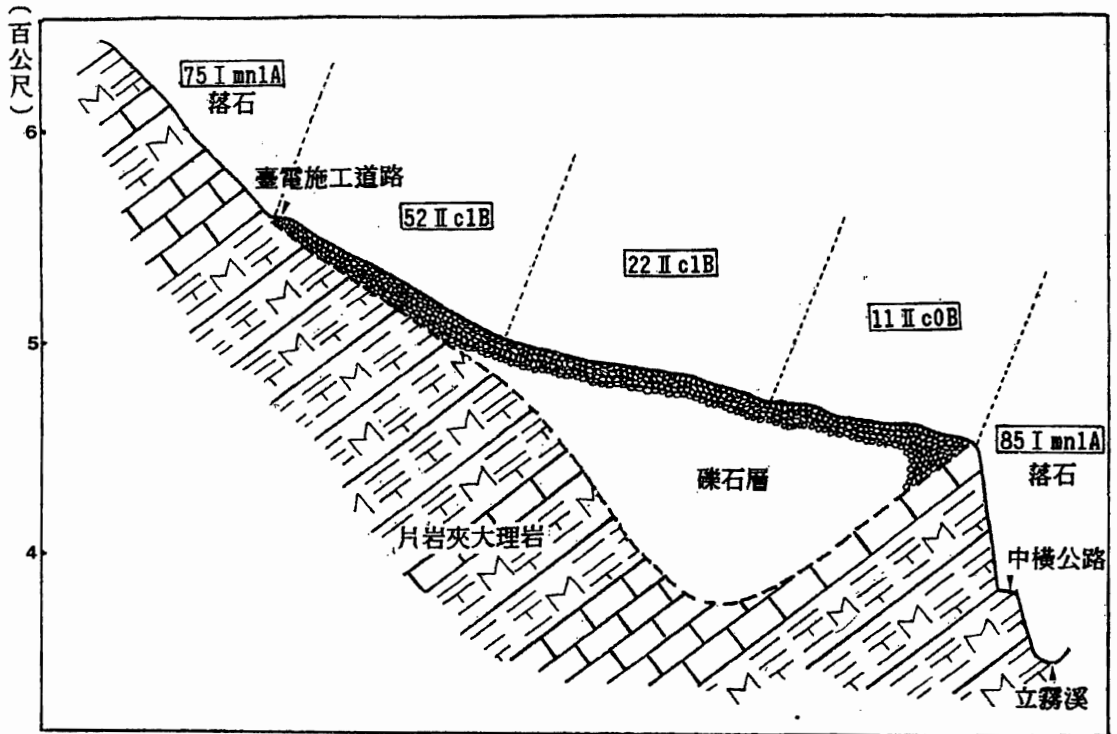 (百公尺)
75 I mn1A
落石
6
臺電施工道路
52 II c1B
22 II c1B
11 II c0B
5
85 I mn1A
落石
礫石層
片岩夾大理岩
4
中橫公路
立霧溪